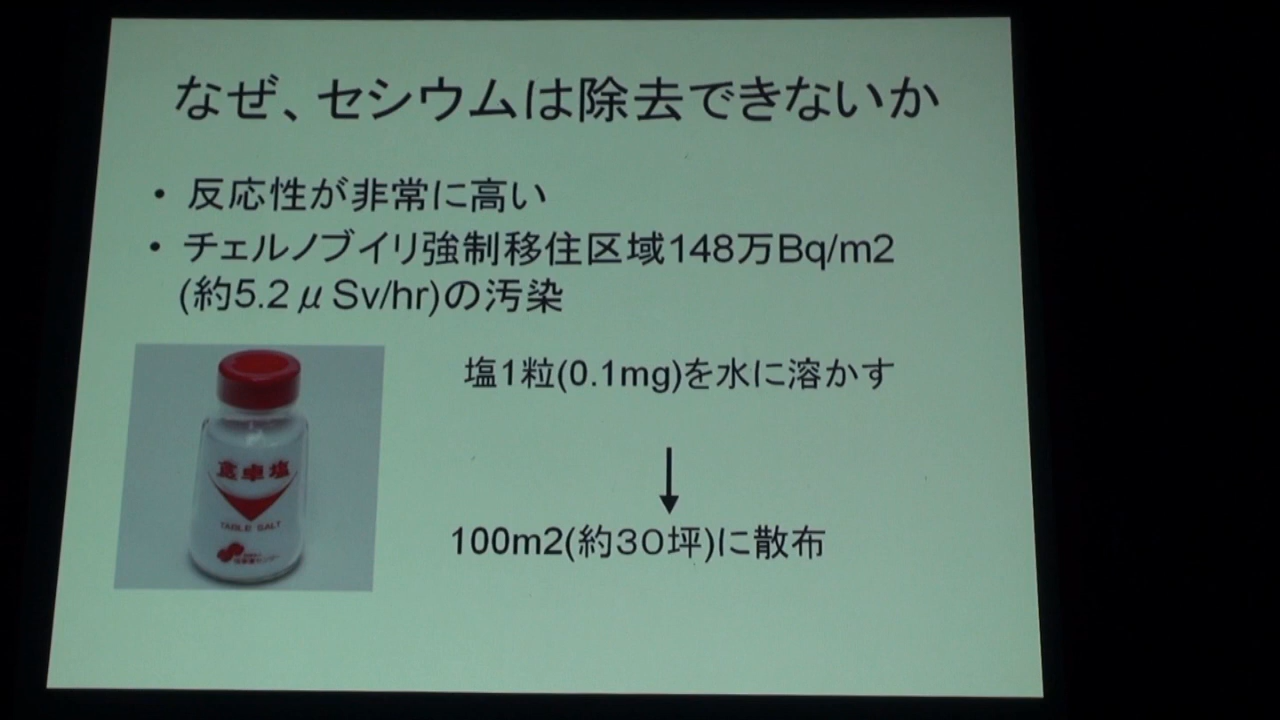 なぜ、セシウムは除去できないか
• 反応性が非常に高い
• チェルノブイリ強制移住区域148万Bq/m2
(約5.2μSv/hr)の汚染
塩1粒(0.1mg)を水に溶かす
食卓塩
TABLE SALT
100m2(約30坪)に散布